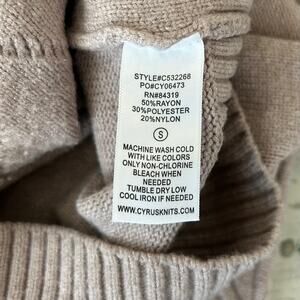 STYLE#C532268
PO#CY06473
RN#84319
50%RAYON
30%POLYESTER
20%NYLON
S
MACHINE WASH COLD
WITH LIKE COLORS
ONLY NON-CHLORINE
BLEACH WHEN
NEEDED
TUMBLE DRY LOW
COOL IRON IF NEEDED
WWW.CYRUSKNITS.COM